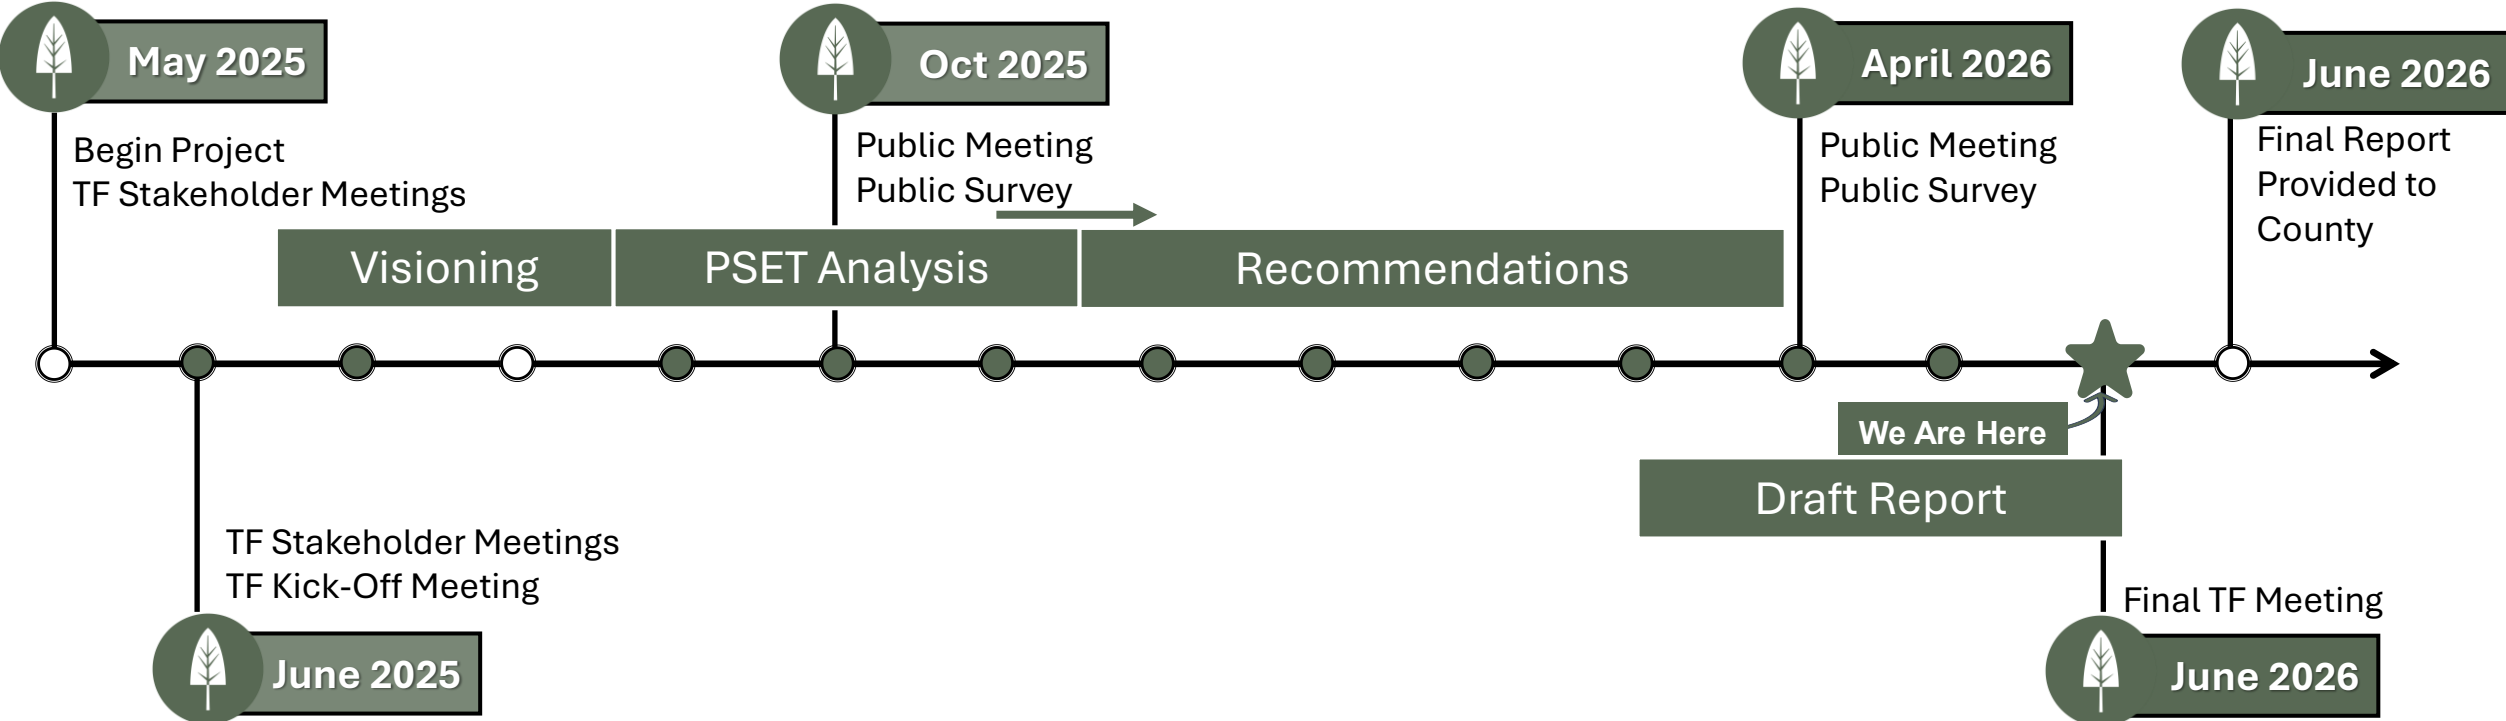 May 2025
Begin Project
TF Stakeholder Meetings
Oct 2025
Public Meeting
Public Survey
April 2026
Public Meeting
Public Survey
June 2026
Final Report
Provided to
County
Visioning
PSET Analysis
Recommendations
We Are Here
Draft Report
TF Stakeholder Meetings
TF Kick-Off Meeting
June 2025
Final TF Meeting
June 2026